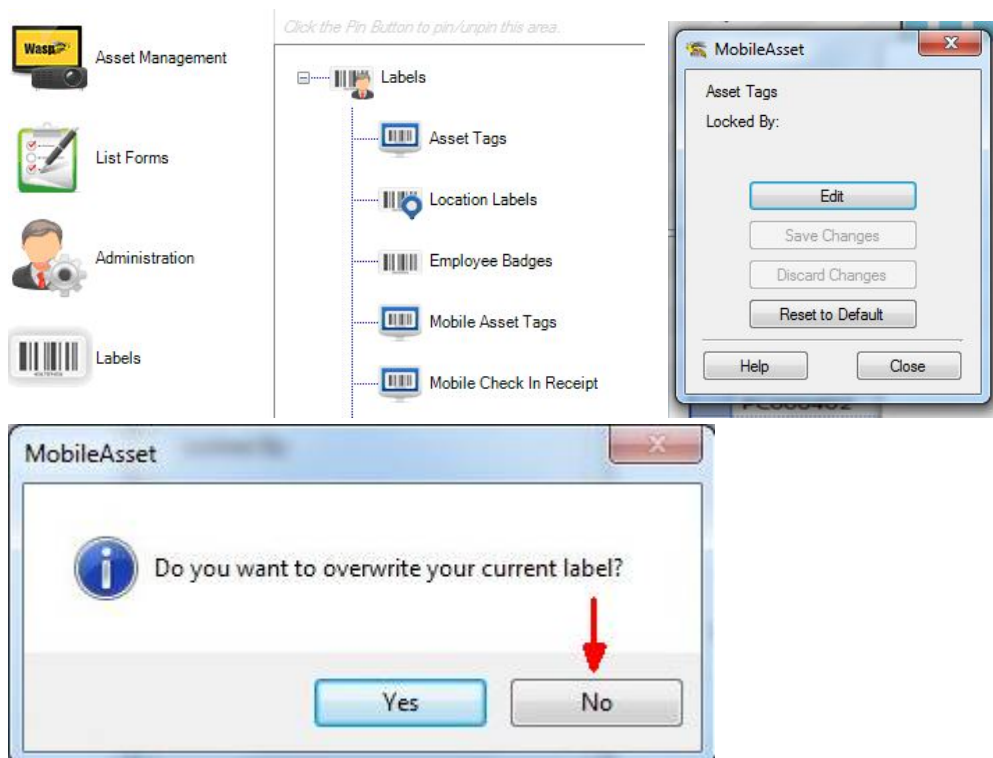 Wasp
Asset Management
List Forms
Administration
Labels
Click the Pin Button to pin/unpin this area.
Labels
Asset Tags
Location Labels
Employee Badges
Mobile Asset Tags
Mobile Check In Receipt
MobileAsset
Asset Tags
Locked By:
Edit
Save Changes
Discard Changes
Reset to Default
Help
Close
MobileAsset
Do you want to overwrite your current label?
Yes
No